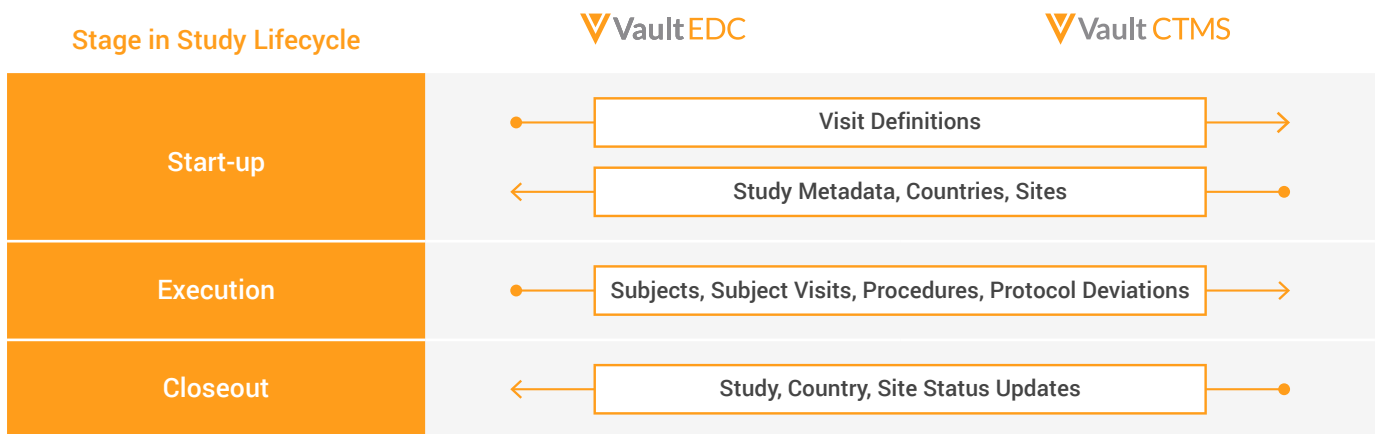 Stage in Study Lifecycle
Vault EDC
Vault CTMS
Start-up
Visit Definitions
Study Metadata, Countries, Sites
Execution
Subjects, Subject Visits, Procedures, Protocol Deviations
Closeout
Study, Country, Site Status Updates